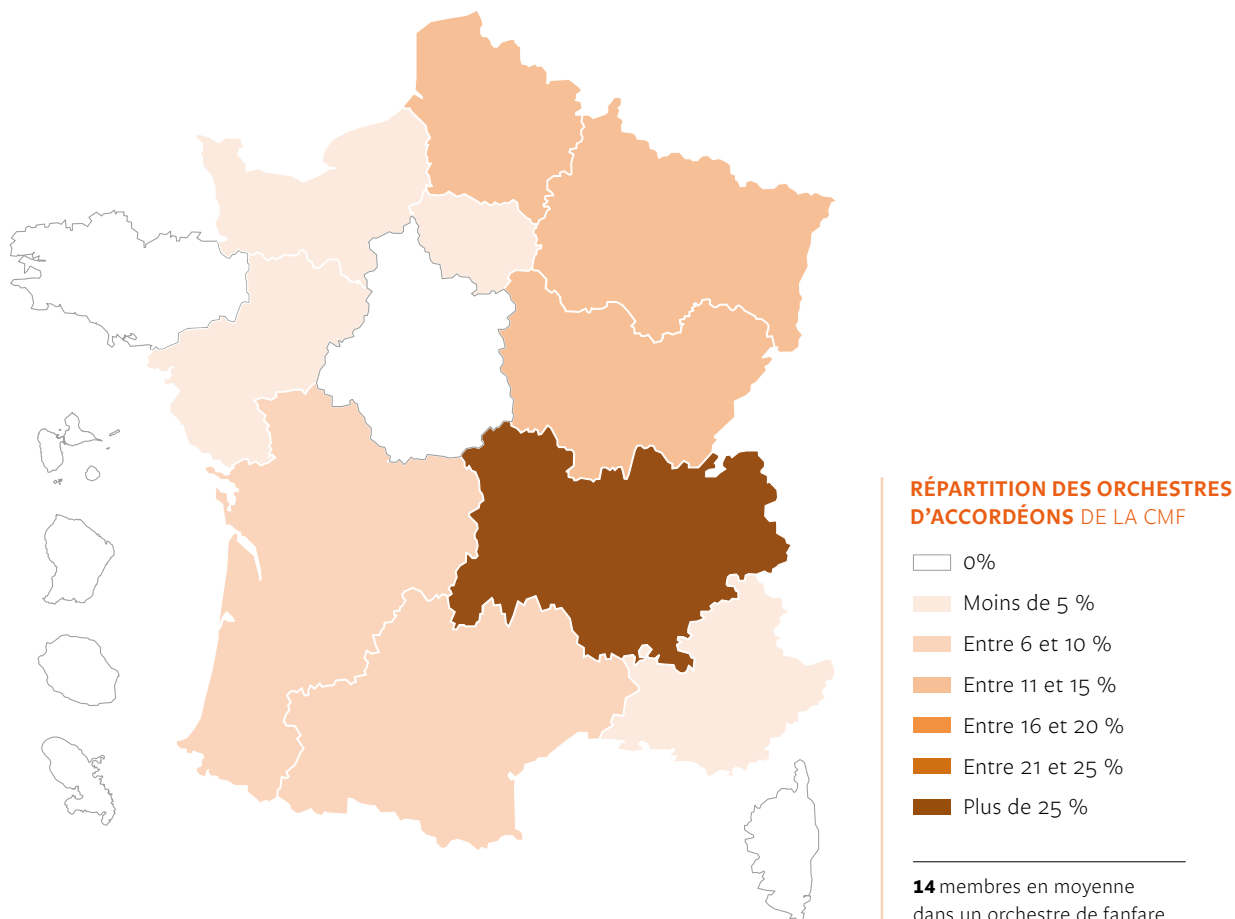 RÉPARTITION DES ORCHESTRES
D'ACCORDÉONS DE LA CMF
0%
Moins de 5 %
Entre 6 et 10 %
Entre 11 et 15 %
Entre 16 et 20 %
Entre 21 et 25 %
Plus de 25 %
14 membres en moyenne
dans un orchestre de fanfare